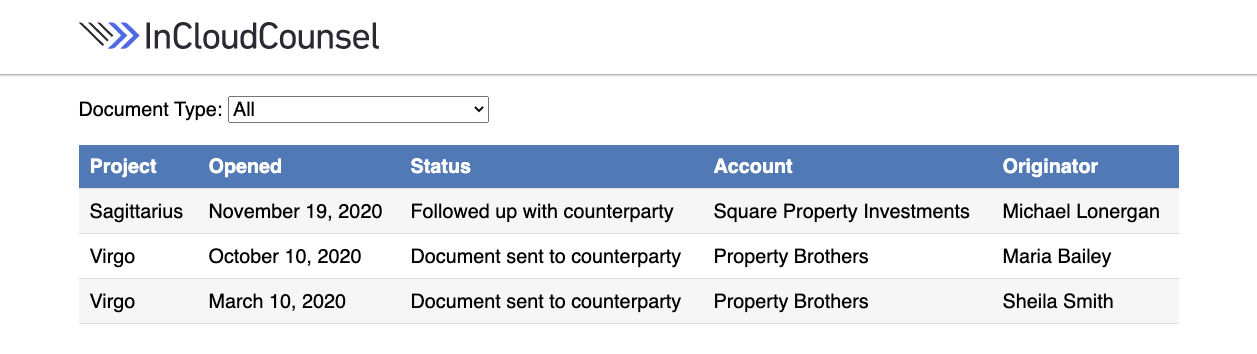 InCloudCounsel
Document Type: All
Project Opened Status Account Originator
Sagittarius November 19, 2020 Followed up with counterparty Square Property Investments Michael Lonergan
Virgo October 10, 2020 Document sent to counterparty Property Brothers Maria Bailey
Virgo March 10, 2020 Document sent to counterparty Property Brothers Sheila Smith